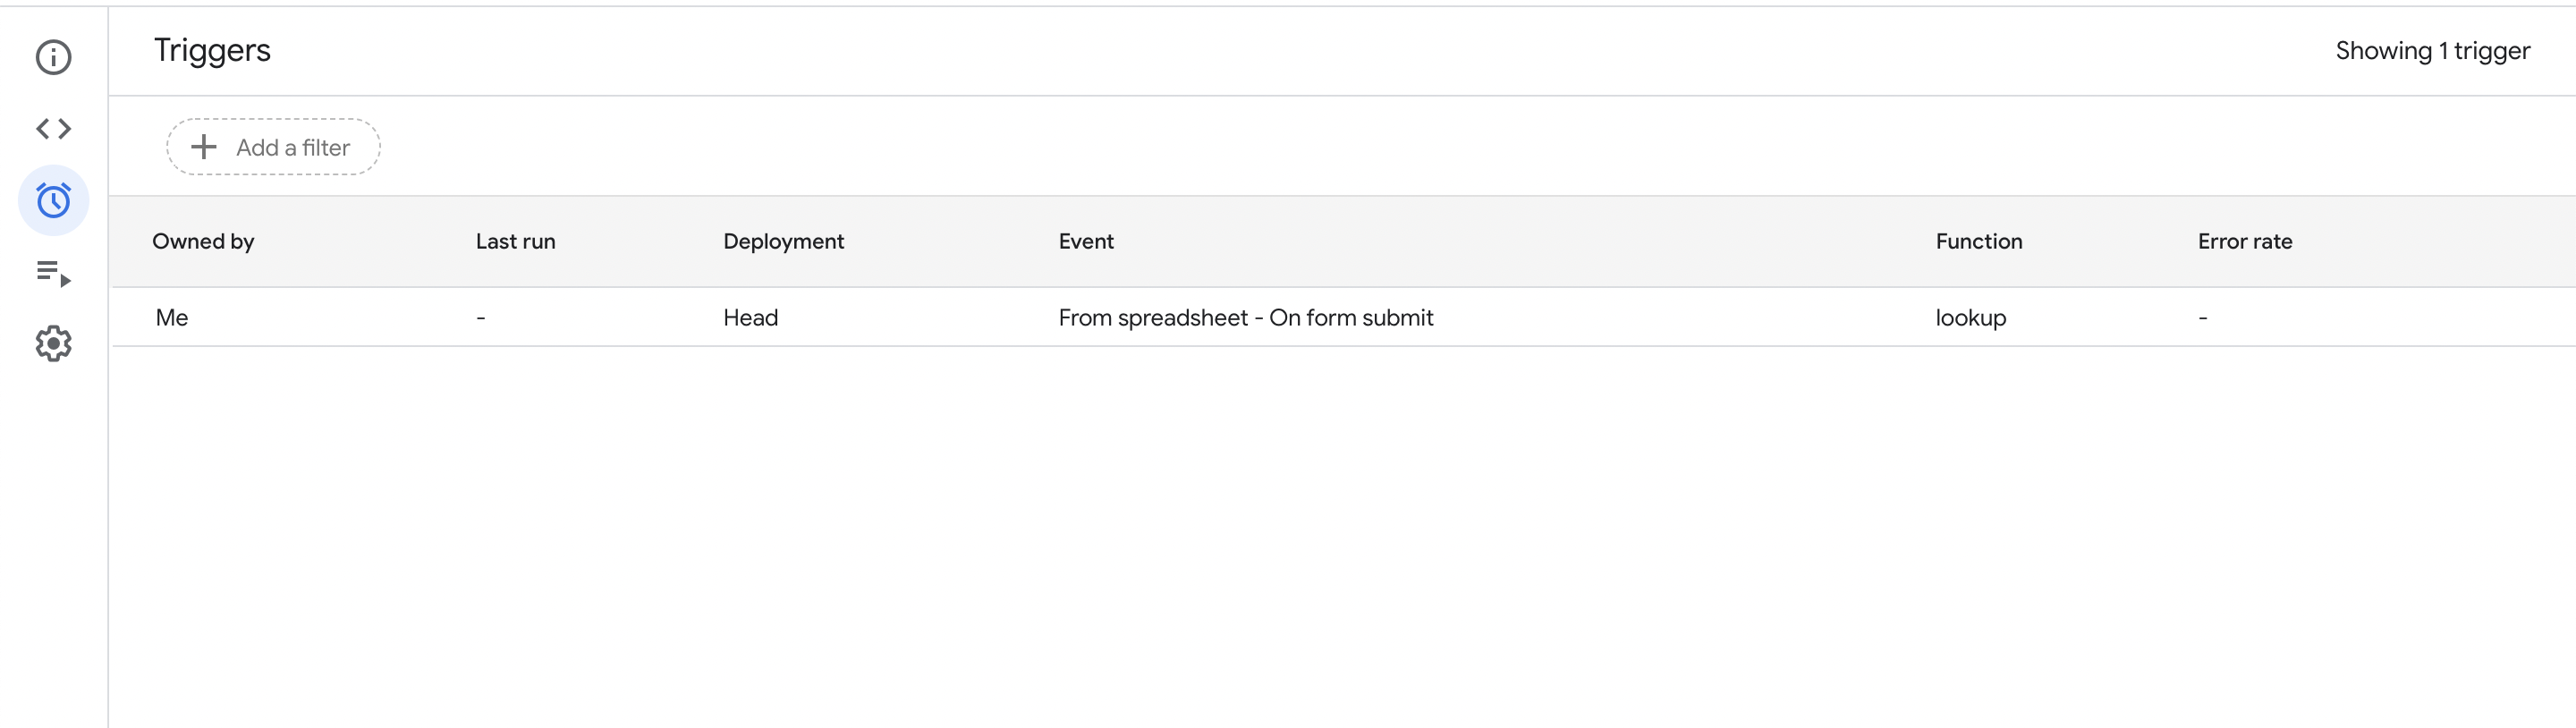 Triggers
Showing 1 trigger
Add a filter
Owned by Last run Deployment Event Function Error rate
Me - Head From spreadsheet - On form submit lookup -